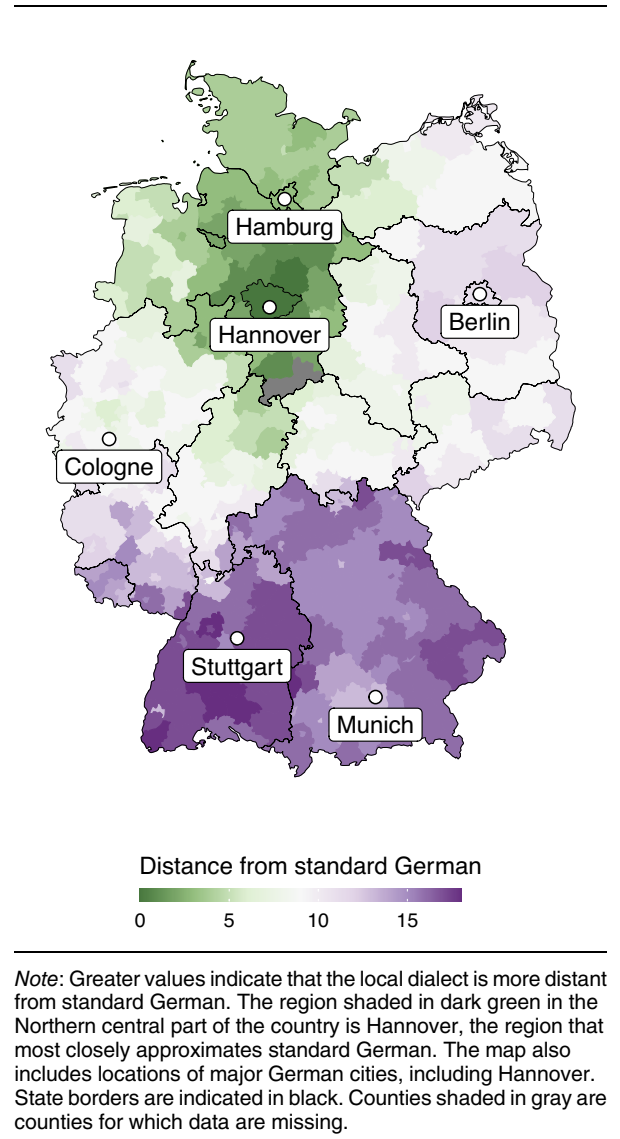 Hamburg
Hannover
Berlin
Cologne
Stuttgart
Munich
Distance from standard German
0 5 10 15
Note: Greater values indicate that the local dialect is more distant
from standard German. The region shaded in dark green in the
Northern central part of the country is Hannover, the region that
most closely approximates standard German. The map also
includes locations of major German cities, including Hannover.
State borders are indicated in black. Counties shaded in gray are
counties for which data are missing.